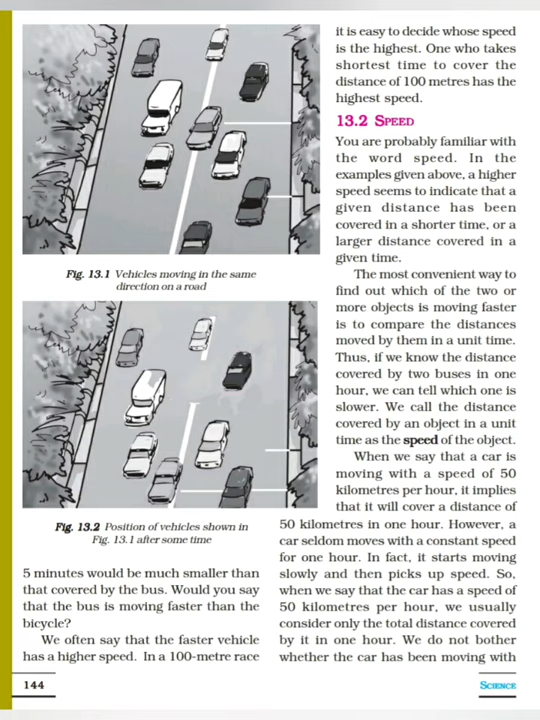 Fig. 13.1 Vehicles moving in the same
direction on a road
Fig. 13.2 Position of vehicles shown in
Fig. 13.1 after some time
5 minutes would be much smaller than
that covered by the bus. Would you say
that the bus is moving faster than the
bicycle?
We often say that the faster vehicle
has a higher speed. In a 100-metre race
it is easy to decide whose speed
is the highest. One who takes
shortest time to cover the
distance of 100 metres has the
highest speed.
13.2 SPEED
You are probably familiar with
the word speed. In the
examples given above, a higher
speed seems to indicate that a
given distance has been
covered in a shorter time, or a
larger distance covered in a
given time.
The most convenient way to
find out which of the two or
more objects is moving faster
is to compare the distances
moved by them in a unit time.
Thus, if we know the distance
covered by two buses in one
hour, we can tell which one is
slower. We call the distance
covered by an object in a unit
time as the speed of the object.
When we say that a car is
moving with a speed of 50
kilometres per hour, it implies
that it will cover a distance of
50 kilometres in one hour. However, a
car seldom moves with a constant speed
for one hour. In fact, it starts moving
slowly and then picks up speed. So,
when we say that the car has a speed of
50 kilometres per hour, we usually
consider only the total distance covered
by it in one hour. We do not bother
whether the car has been moving with
144
SCIENCE